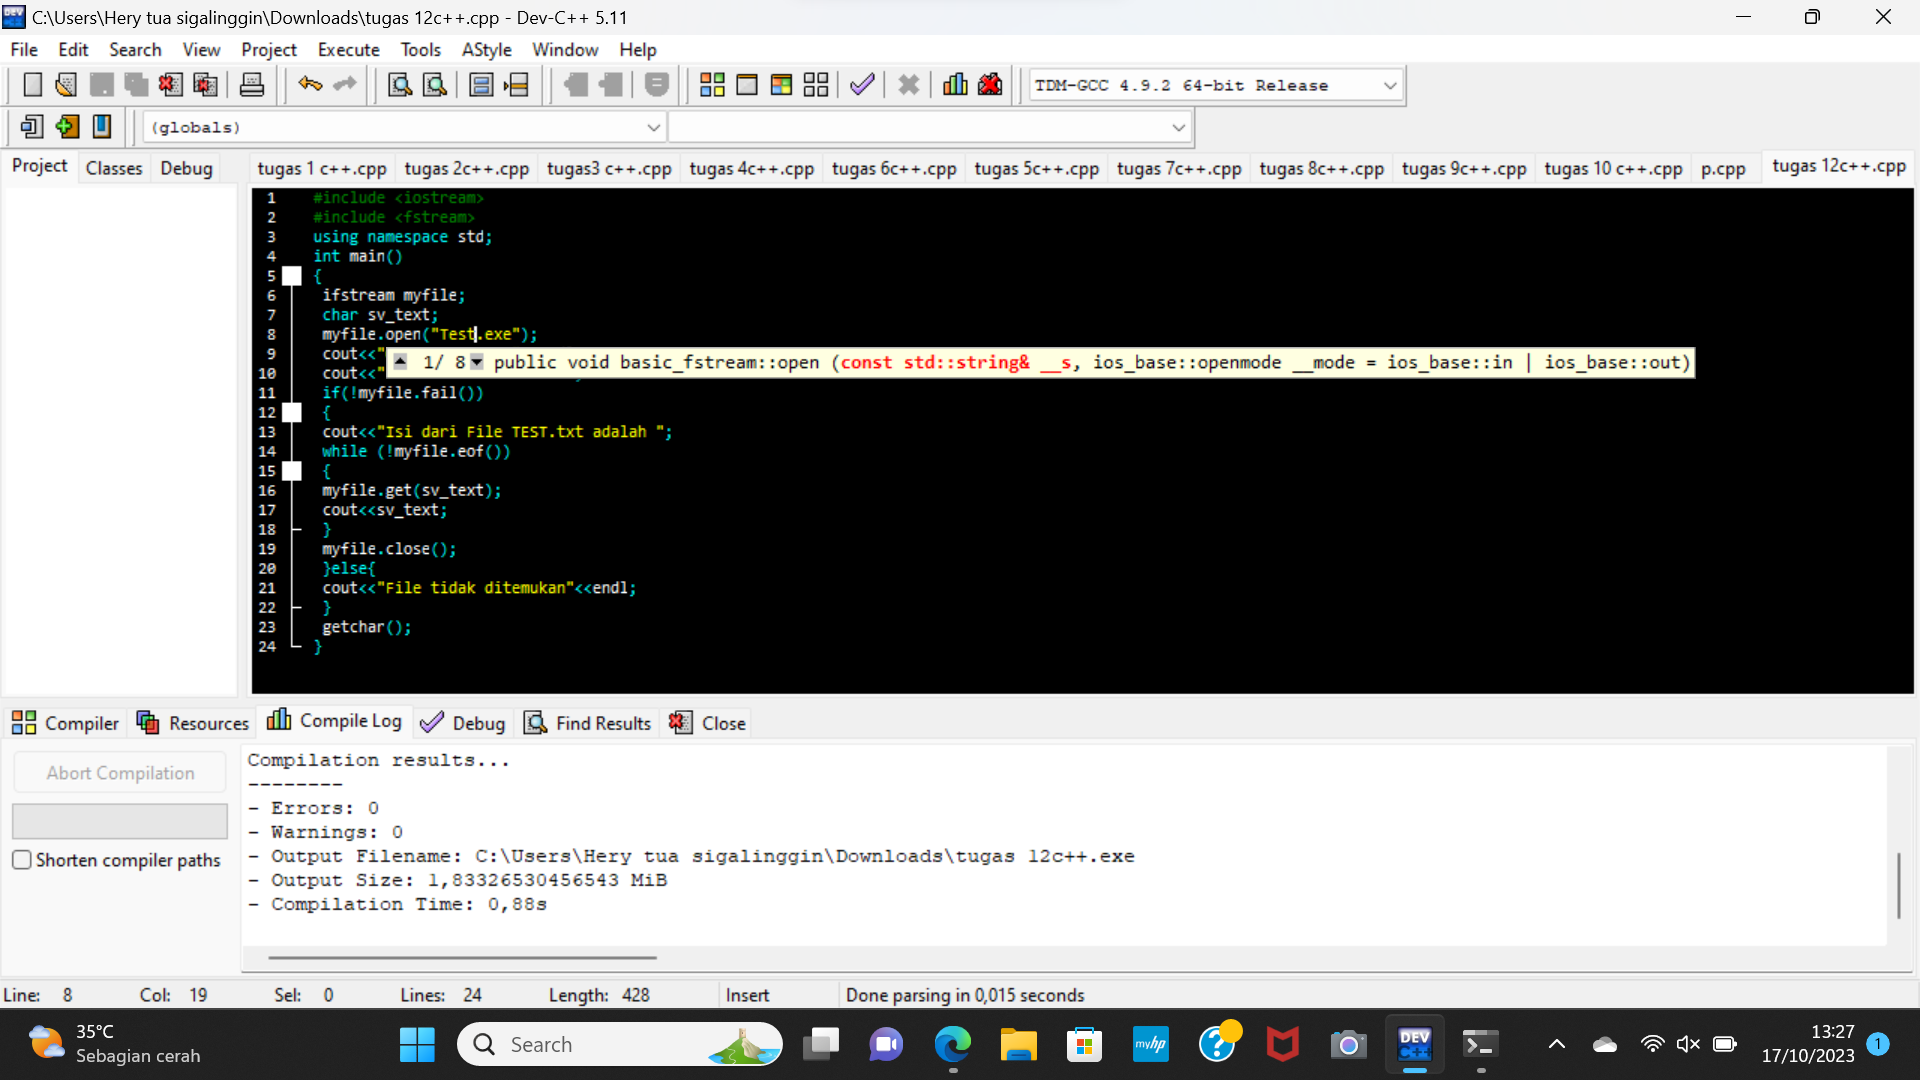 C:\Users\Hery tua sigalinggin\Downloads\tugas 12c++.cpp - Dev-C++ 5.11
File Edit Search View Project Execute Tools AStyle Window Help
TDM-GCC 4.9.2 64-bit Release
(globals)
Project Classes Debug tugas 1 c++.cpp tugas 2c++.cpp tugas3 c++.cpp tugas 4c++.cpp tugas 6c++.cpp tugas 5c++.cpp tugas 7c++.cpp tugas 8c++.cpp tugas 9c++.cpp tugas 10 c++.cpp p.cpp tugas 12c++.cpp
1 #include <iostream>
2 #include <fstream>
3 using namespace std;
4 int main()
5 {
6 ifstream myfile;
7 char sv_text;
8 myfile.open("Test.exe");
9 cout<<"
1/ 8 public void basic_fstream::open (const std::string& __s, ios_base::openmode __mode = ios_base::in | ios_base::out)
10 cout<<"
11 if(!myfile.fail())
12 {
13 cout<<"Isi dari File TEST.txt adalah ";
14 while (!myfile.eof())
15 {
16 myfile.get(sv_text);
17 cout<<sv_text;
18 }
19 myfile.close();
20 }else{
21 cout<<"File tidak ditemukan"<<endl;
22 }
23 getchar();
24 }
Compiler Resources Compile Log Debug Find Results Close
Abort Compilation
Shorten compiler paths
Compilation results...
--------
- Errors: 0
- Warnings: 0
- Output Filename: C:\Users\Hery tua sigalinggin\Downloads\tugas 12c++.exe
- Output Size: 1,83326530456543 MiB
- Compilation Time: 0,88s
Line: 8 Col: 19 Sel: 0 Lines: 24 Length: 428 Insert Done parsing in 0,015 seconds
35°C
Sebagian cerah
Search
myhp
DEV
C++
13:27
17/10/2023
1